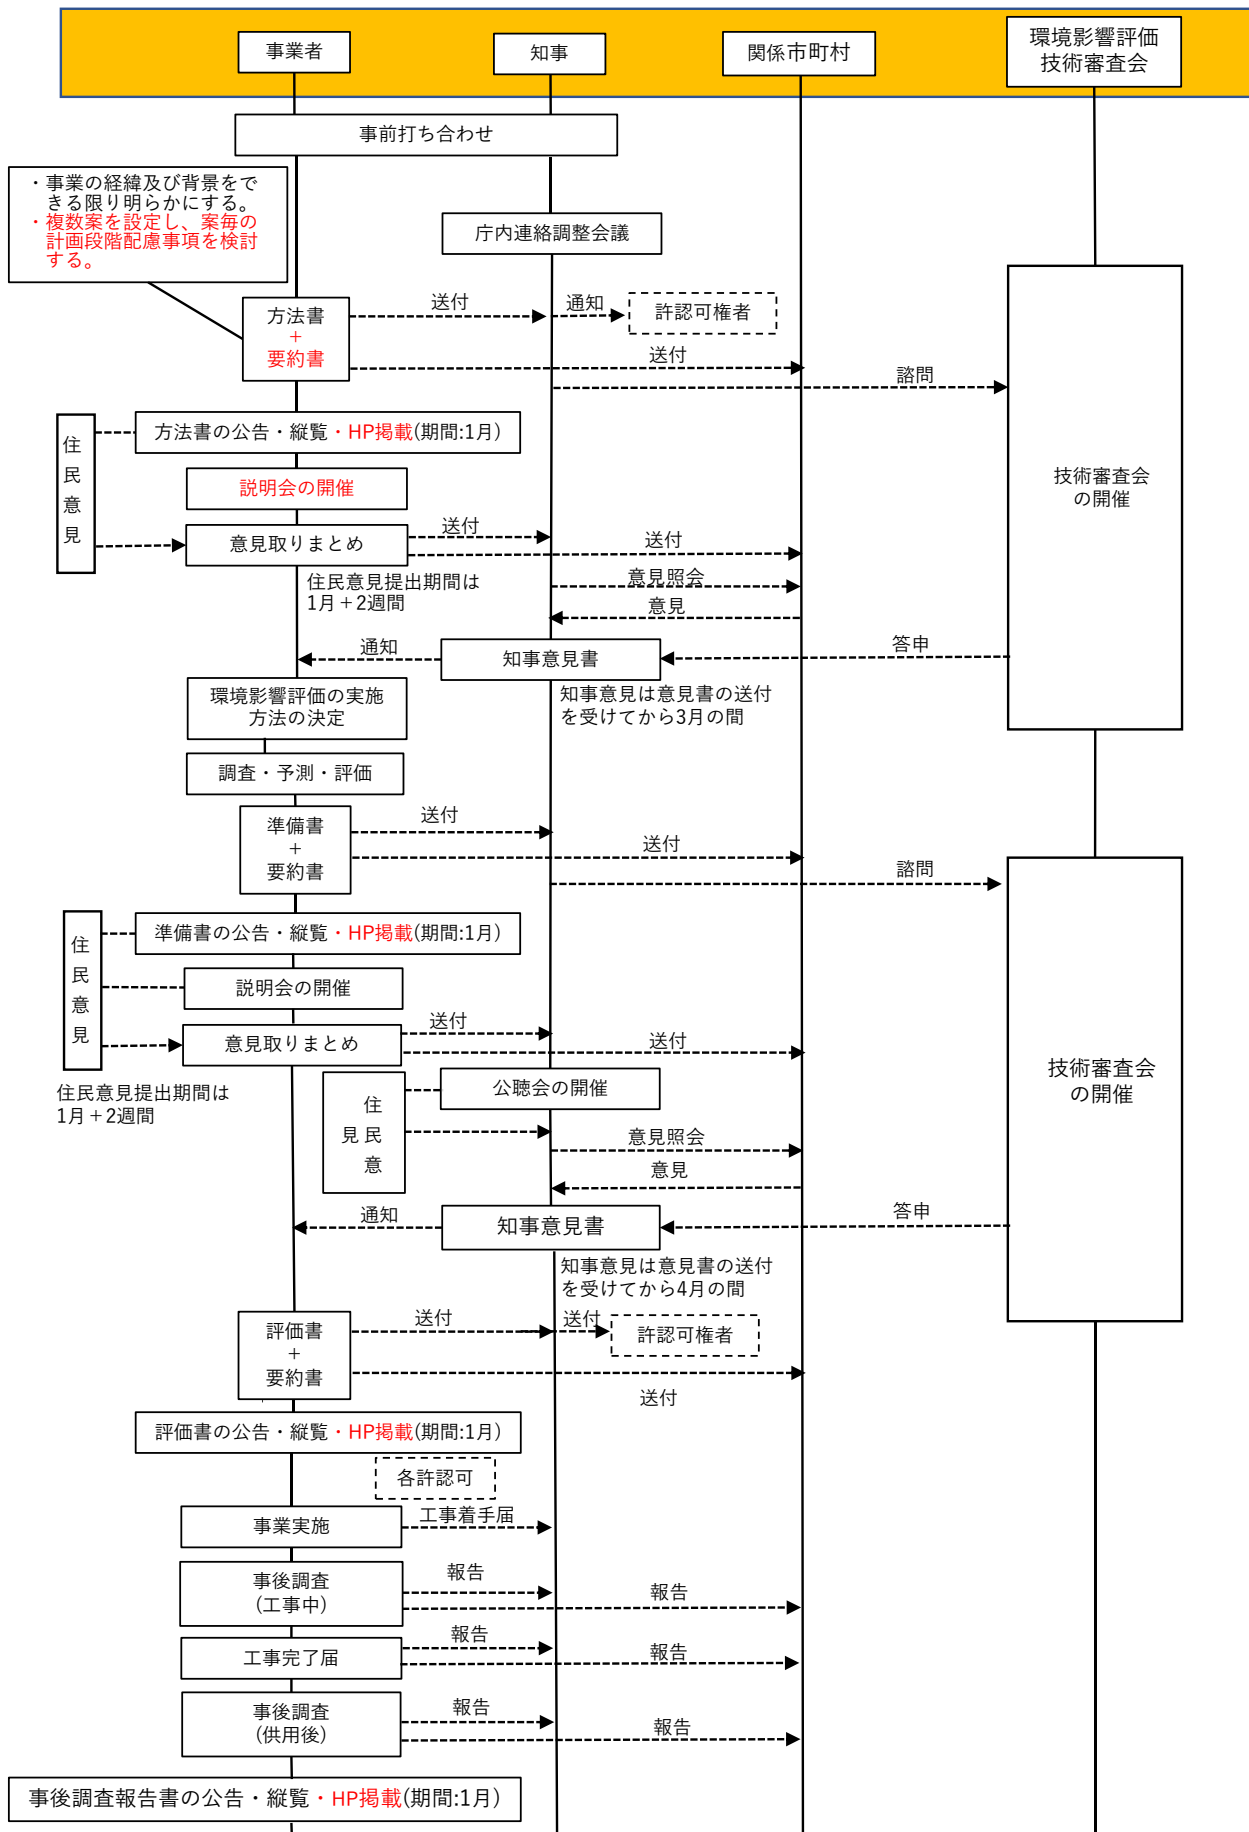 事業者
知事
関係市町村
環境影響評価
技術審査会
事前打ち合わせ
・事業の経緯及び背景をで
きる限り明らかにする。
・複数案を設定し、案毎の
計画段階配慮事項を検討
する。
庁内連絡調整会議
方法書
+
要約書
送付
通知
許認可権者
送付
諮問
住民意見
方法書の公告・縦覧・HP掲載(期間:1月)
説明会の開催
意見取りまとめ
送付
送付
住民意見提出期間は
1月+2週間
意見照会
意見
技術審査会
の開催
通知
知事意見書
答申
知事意見は意見書の送付
を受けてから3月の間
環境影響評価の実施
方法の決定
調査・予測・評価
準備書
+
要約書
送付
送付
諮問
住民意見
準備書の公告・縦覧・HP掲載(期間:1月)
説明会の開催
意見取りまとめ
送付
送付
住民意見提出期間は
1月+2週間
公聴会の開催
住民意
見
意見照会
意見
技術審査会
の開催
通知
知事意見書
答申
知事意見は意見書の送付
を受けてから4月の間
評価書
+
要約書
送付
送付
許認可権者
送付
評価書の公告・縦覧・HP掲載(期間:1月)
各許認可
事業実施
工事着手届
事後調査
(工事中)
報告
報告
工事完了届
報告
報告
事後調査
(供用後)
報告
報告
事後調査報告書の公告・縦覧・HP掲載(期間:1月)